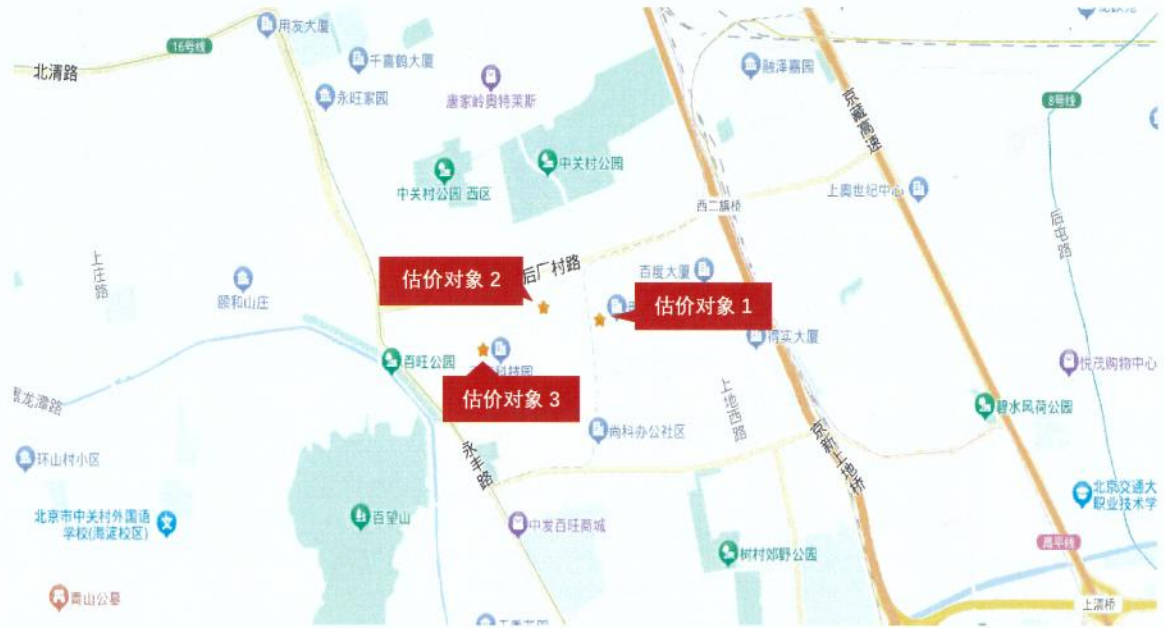 用友大厦
16号线
北清路
千喜鹤大厦
融泽嘉园
永旺家园
唐家岭奥特莱斯
8号线
京藏高速
中关村公园
中关村公园 西区
上奥世纪中心
西二旗桥
后屯路
上庄路
后厂村路
估价对象 2
百度大厦
颐和山庄
估价对象 1
得实大厦
百旺公园
悦茂购物中心
估价对象 3
黑龙潭路
上地西路
碧水风荷公园
尚科办公社区
京新上地桥
永丰路
环山村小区
北京交通大
职业技术学
北京市中关村外国语
学校(海淀校区)
百望山
中发百旺商城
昌平线
树村郊野公园
上清桥